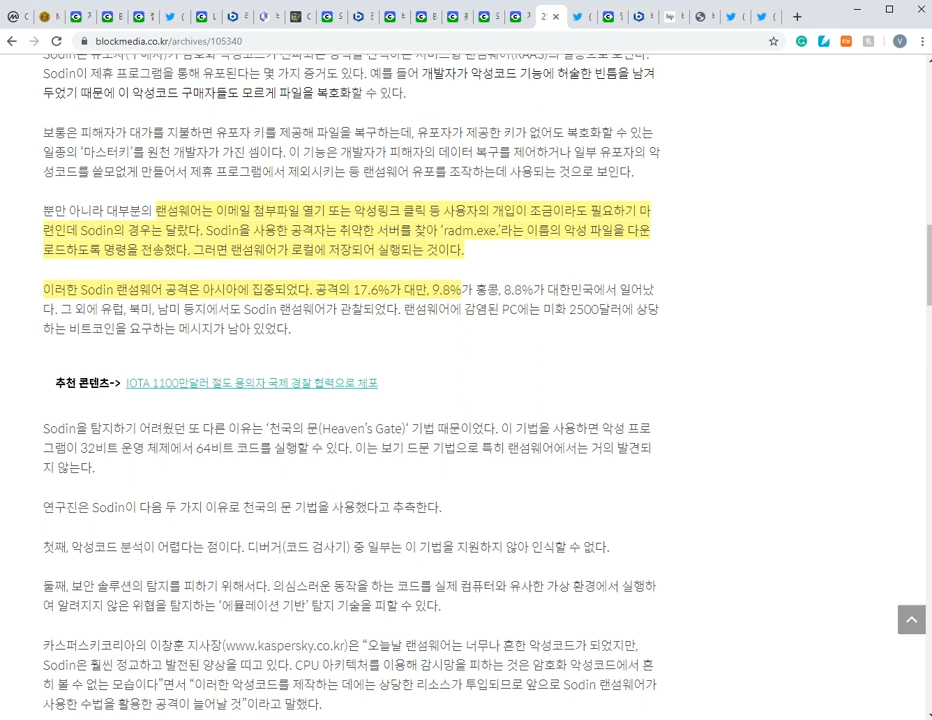 blockmedia.co.kr/archives/105340
Sodin이 제휴 프로그램을 통해 유포된다는 몇 가지 증거도 있다. 예를 들어 개발자가 악성코드 기능에 허술한 빈틈을 남겨
두었기 때문에 이 악성코드 구매자들도 모르게 파일을 복호화할 수 있다.
보통은 피해자가 대가를 지불하면 유포자 키를 제공해 파일을 복구하는데, 유포자가 제공한 키가 없어도 복호화할 수 있는
일종의 ‘마스터키’를 원천 개발자가 가진 셈이다. 이 기능은 개발자가 피해자의 데이터 복구를 제어하거나 일부 유포자의 악
성코드를 쓸모없게 만들어서 제휴 프로그램에서 제외시키는 등 랜섬웨어 유포를 조작하는데 사용되는 것으로 보인다.
뿐만 아니라 대부분의 랜섬웨어는 이메일 첨부파일 열기 또는 악성링크 클릭 등 사용자의 개입이 조금이라도 필요하기 마
련인데 Sodin의 경우는 달랐다. Sodin을 사용한 공격자는 취약한 서버를 찾아 ‘radm.exe.’라는 이름의 악성 파일을 다운
로드하도록 명령을 전송했다. 그러면 랜섬웨어가 로컬에 저장되어 실행되는 것이다.
이러한 Sodin 랜섬웨어 공격은 아시아에 집중되었다. 공격의 17.6%가 대만, 9.8%가 홍콩, 8.8%가 대한민국에서 일어났
다. 그 외에 유럽, 북미, 남미 등지에서도 Sodin 랜섬웨어가 관찰되었다. 랜섬웨어에 감염된 PC에는 미화 2500달러에 상당
하는 비트코인을 요구하는 메시지가 남아 있었다.
추천 콘텐츠-> IOTA 1100만달러 절도 용의자 국제 경찰 협력으로 체포
Sodin을 탐지하기 어려웠던 또 다른 이유는 ‘천국의 문(Heaven’s Gate)‘ 기법 때문이었다. 이 기법을 사용하면 악성 프로
그램이 32비트 운영 체제에서 64비트 코드를 실행할 수 있다. 이는 보기 드문 기법으로 특히 랜섬웨어에서는 거의 발견되
지 않는다.
연구진은 Sodin이 다음 두 가지 이유로 천국의 문 기법을 사용했다고 추측한다.
첫째, 악성코드 분석이 어렵다는 점이다. 디버거(코드 검사기) 중 일부는 이 기법을 지원하지 않아 인식할 수 없다.
둘째, 보안 솔루션의 탐지를 피하기 위해서다. 의심스러운 동작을 하는 코드를 실제 컴퓨터와 유사한 가상 환경에서 실행하
여 알려지지 않은 위협을 탐지하는 ‘에뮬레이션 기반’ 탐지 기술을 피할 수 있다.
카스퍼스키코리아의 이창훈 지사장(www.kaspersky.co.kr)은 “오늘날 랜섬웨어는 너무나 흔한 악성코드가 되었지만,
Sodin은 훨씬 정교하고 발전된 양상을 띠고 있다. CPU 아키텍처를 이용해 감시망을 피하는 것은 암호화 악성코드에서 흔
히 볼 수 없는 모습이다”면서 “이러한 악성코드를 제작하는 데에는 상당한 리소스가 투입되므로 앞으로 Sodin 랜섬웨어가
사용한 수법을 활용한 공격이 늘어날 것”이라고 말했다.